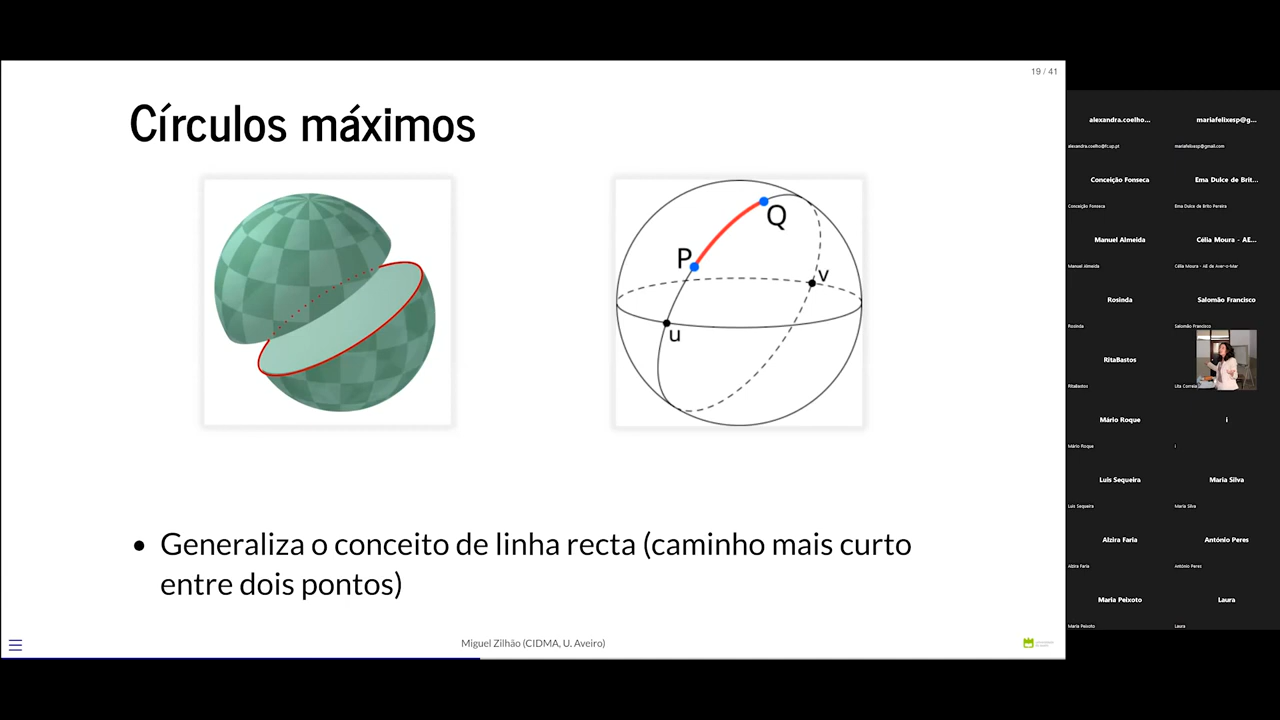 19 / 41
Círculos máximos
P
Q
u
v
• Generaliza o conceito de linha recta (caminho mais curto
entre dois pontos)
Miguel Zilhão (CIDMA, U. Aveiro)
alexandra.coelho...
alexandra.coelho@fc.up.pt
mariafelixesp@g...
mariafelixesp@gmail.com
Conceição Fonseca
Conceição Fonseca
Ema Dulce de Brit...
Ema Dulce de Brito Pereira
Manuel Almeida
Manuel Almeida
Célia Moura - AE...
Célia Moura - AE de Aver-o-Mar
Rosinda
Rosinda
Salomão Francisco
Salomão Francisco
RitaBastos
RitaBastos
Lita Correia
Mário Roque
Mário Roque
i
i
Luis Sequeira
Luis Sequeira
Maria Silva
Maria Silva
Alzira Faria
Alzira Faria
António Peres
António Peres
Maria Peixoto
Maria Peixoto
Laura
Laura